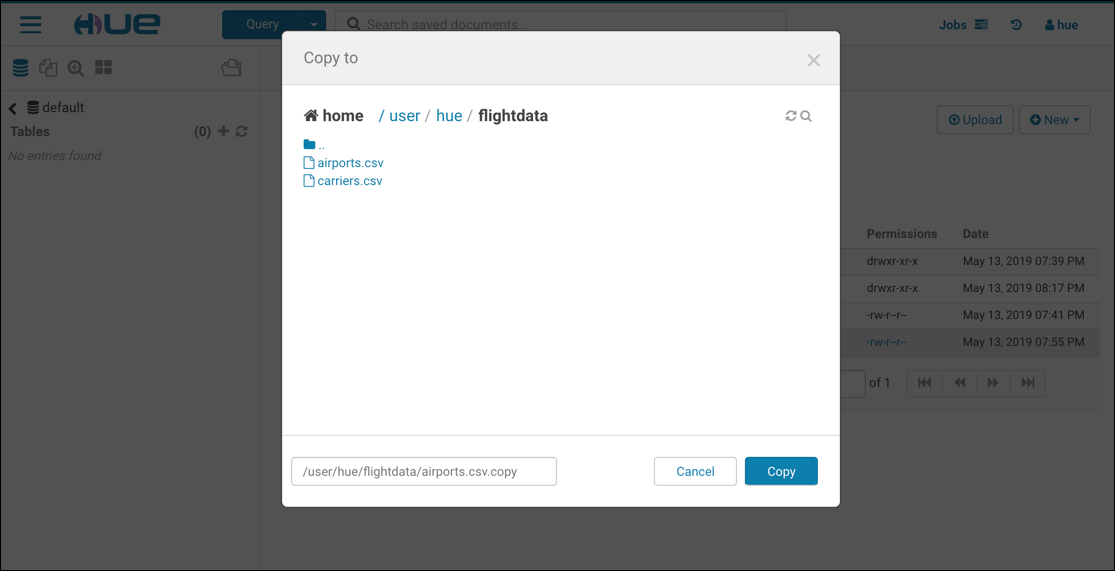 HUE
Query
Search saved documents...
Jobs
hue
Copy to
default
Tables (0)
No entries found
home / user / hue / flightdata
..
airports.csv
carriers.csv
Upload
New
Permissions Date
drwxr-xr-x May 13, 2019 07:39 PM
drwxr-xr-x May 13, 2019 08:17 PM
-rw-r--r-- May 13, 2019 07:41 PM
-rw-r--r-- May 13, 2019 07:55 PM
of 1
/user/hue/flightdata/airports.csv.copy
Cancel
Copy